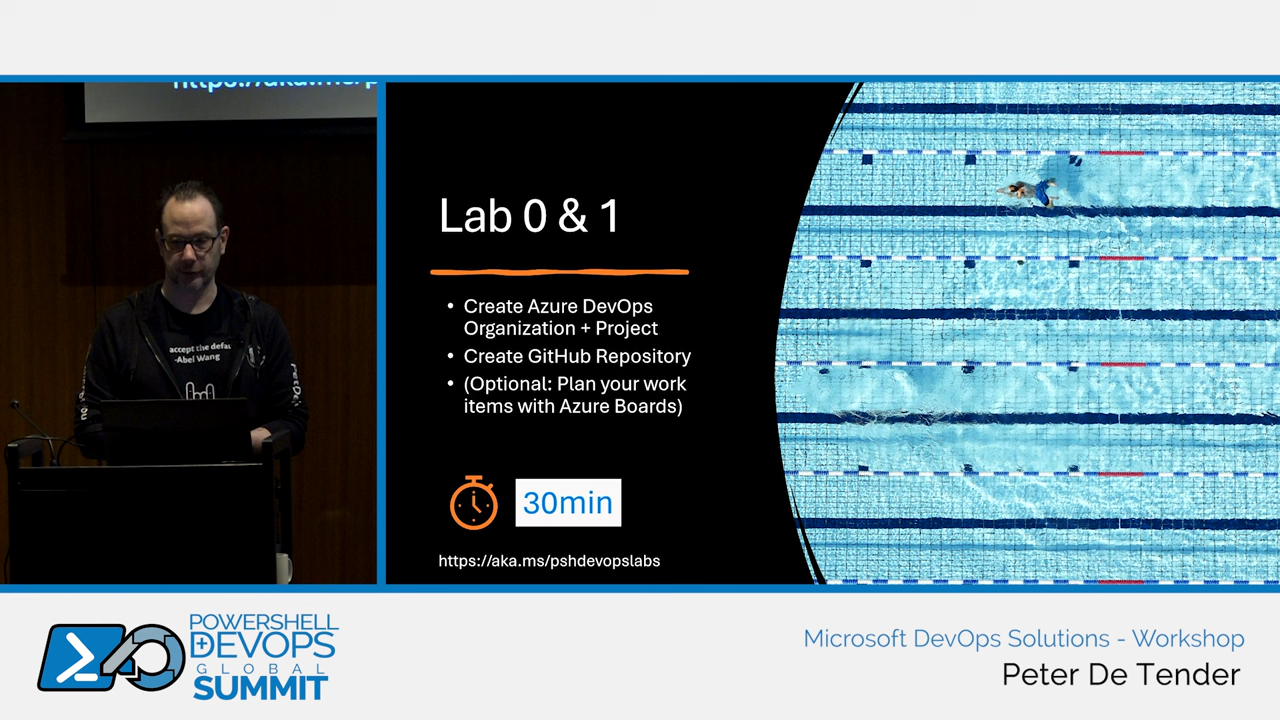 accept the defau
-Abel Wang
Lab 0 & 1
• Create Azure DevOps
Organization + Project
• Create GitHub Repository
• (Optional: Plan your work
items with Azure Boards)
30min
https://aka.ms/pshdevopslabs
POWERSHELL
+DEVOPS
GLOBAL
SUMMIT
Microsoft DevOps Solutions - Workshop
Peter De Tender